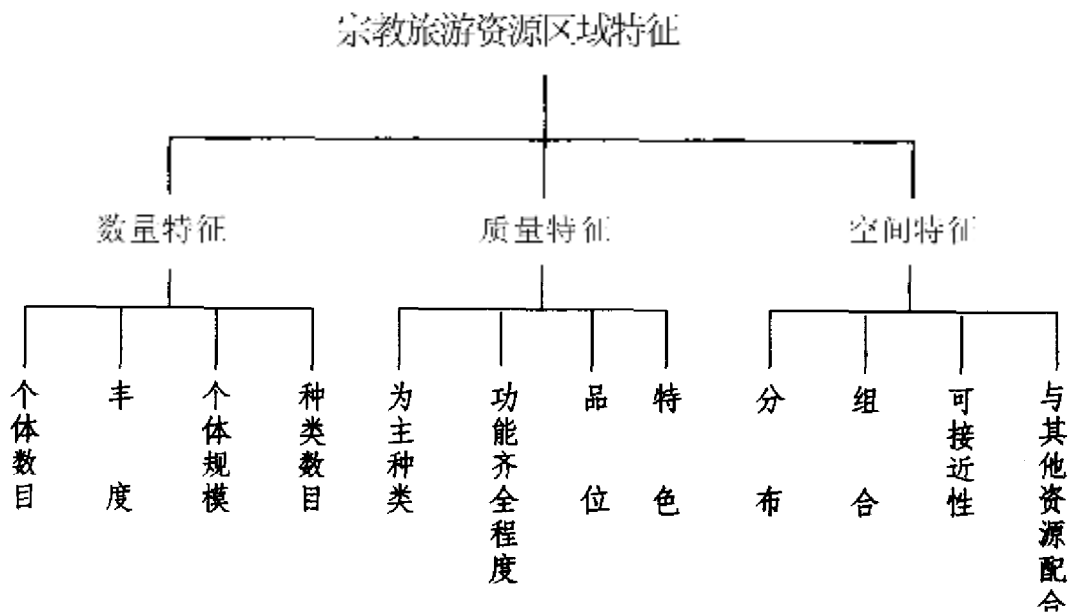 宗教旅游资源区域特征
数量特征
质量特征
空间特征
个体数目
丰度
个体规模
种类数目
为主种类
功能齐全程度
品位
特色
分布
组合
可接近性
与其他资源配合